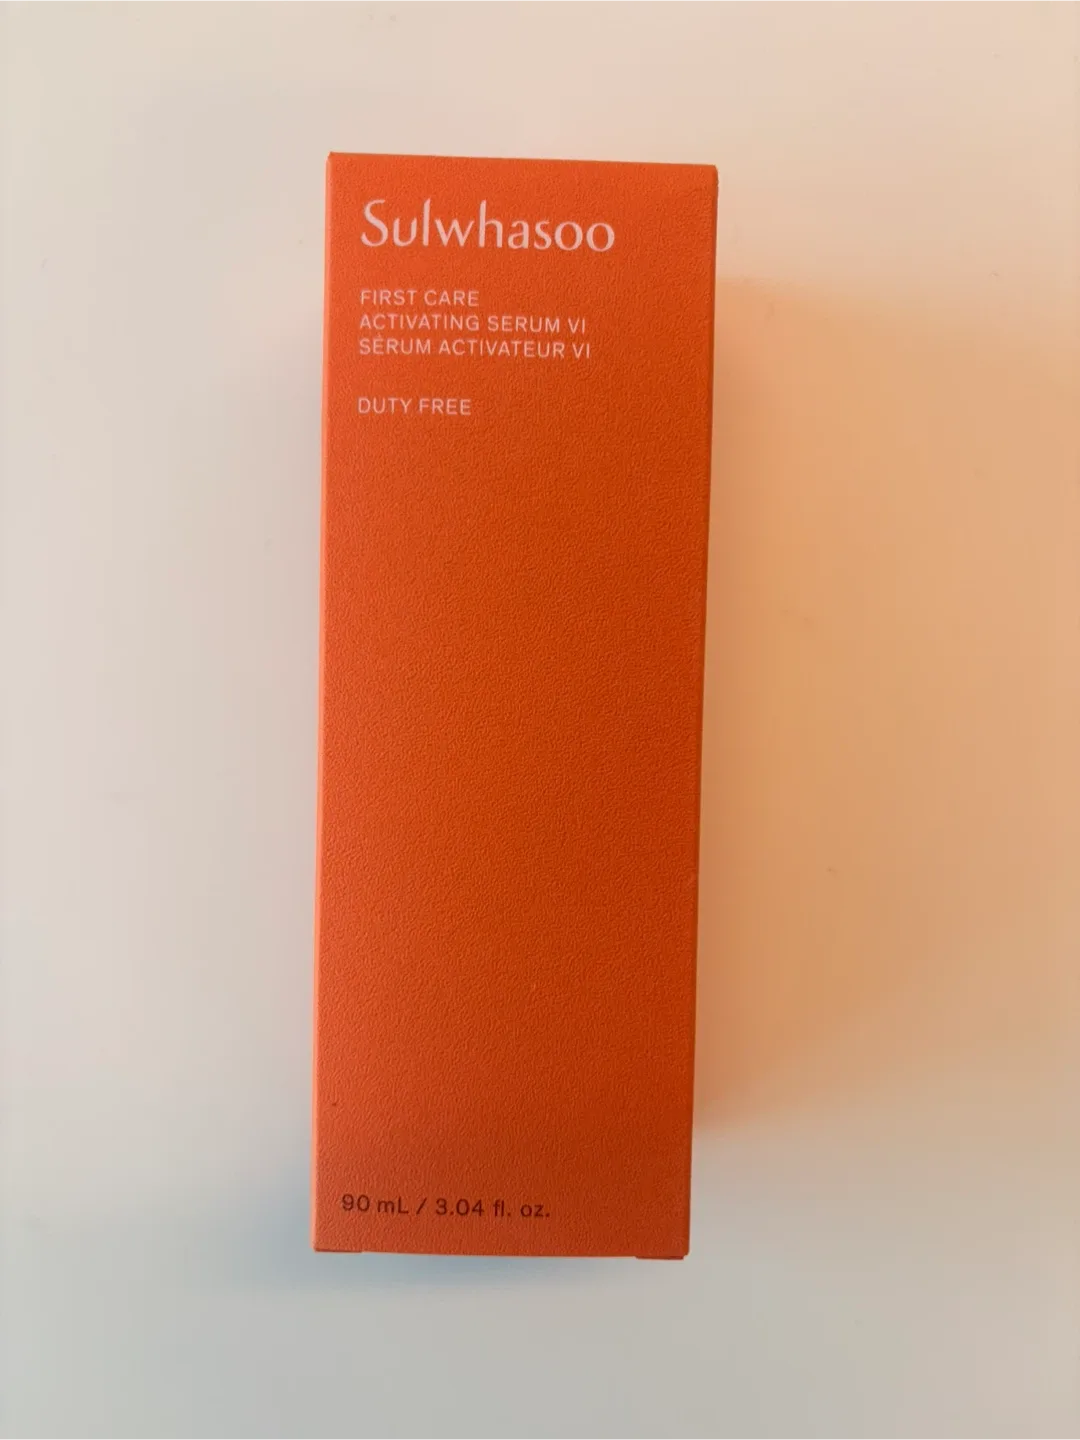 Sulwhasoo
FIRST CARE
ACTIVATING SERUM VI
SÉRUM ACTIVATEUR VI
DUTY FREE
90 mL / 3.04 fl. oz.